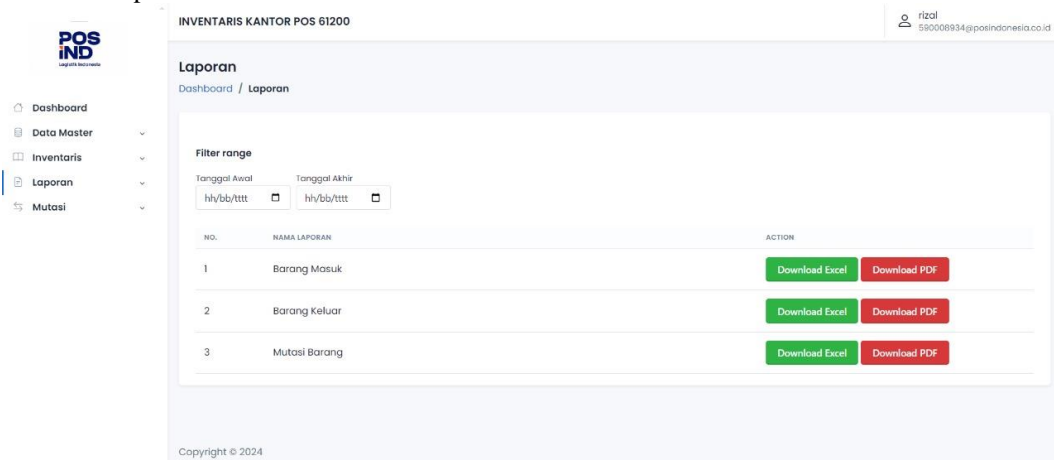 INVENTARIS KANTOR POS 61200
rizal
590008934@posindonesia.co.id
POS
IND
Logistik Indonesia
Dashboard
Data Master
Inventaris
Laporan
Mutasi
Laporan
Dashboard / Laporan
Filter range
Tanggal Awal Tanggal Akhir
hh/bb/tttt hh/bb/tttt
NO. NAMA LAPORAN ACTION
1 Barang Masuk Download Excel Download PDF
2 Barang Keluar Download Excel Download PDF
3 Mutasi Barang Download Excel Download PDF
Copyright © 2024